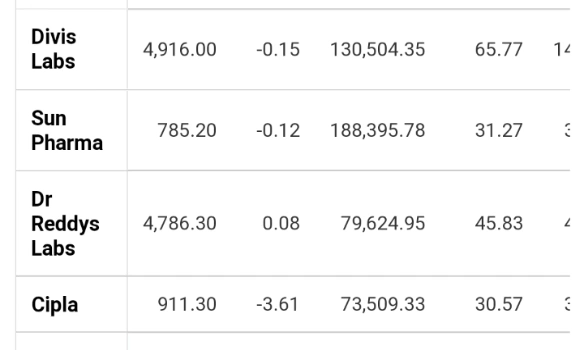 Divis Labs 4,916.00 -0.15 130,504.35 65.77
Sun Pharma 785.20 -0.12 188,395.78 31.27
Dr Reddys Labs 4,786.30 0.08 79,624.95 45.83
Cipla 911.30 -3.61 73,509.33 30.57